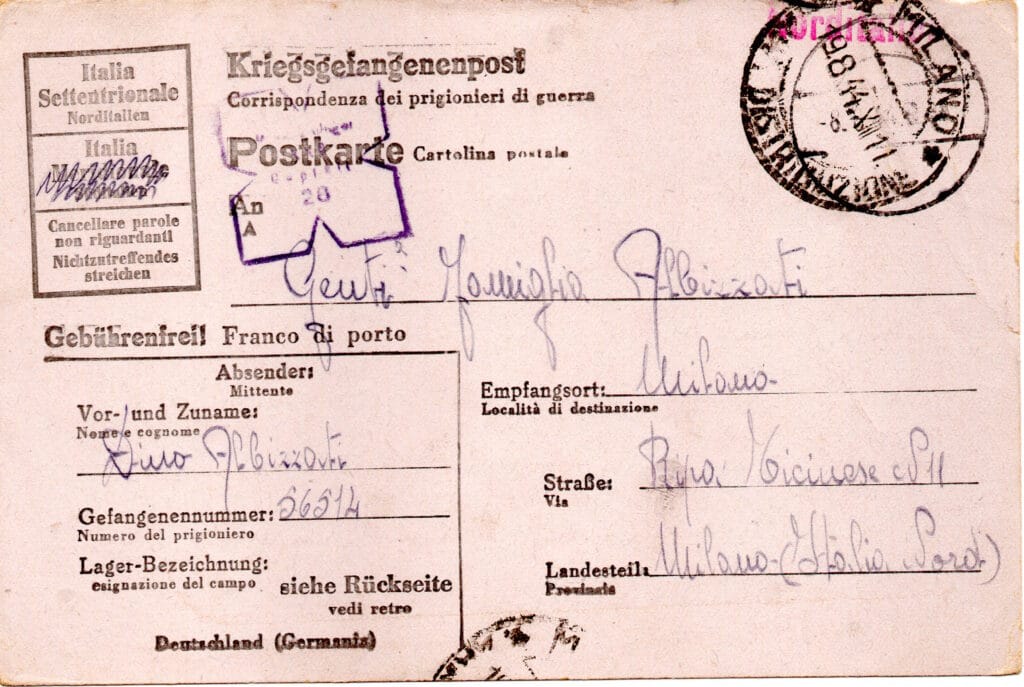 Norditalien
MILANO
DISTRIBUZIONE
Italia
Settentrionale
Norditalien
Italia
Cancellare parole
non riguardanti
Nichtzutreffendes
streichen
Kriegsgefangenenpost
Corrispondenza dei prigionieri di guerra
Postkarte Cartolina postale
Geprüft
20
An
A
Gent. Famiglia Albizzati
Gebührenfrei! Franco di porto
Absender:
Mittente
Vor- und Zuname:
Nome e cognome
Dino Albizzati
Gefangenennummer: 56514
Numero del prigioniero
Lager-Bezeichnung:
esignazione del campo
siehe Rückseite
vedi retro
Deutschland (Germania)
Empfangsort: Milano
Località di destinazione
Straße: Ripa Ticinese N 11
Via
Landesteil: Milano-(Italia Nord)
Provincia